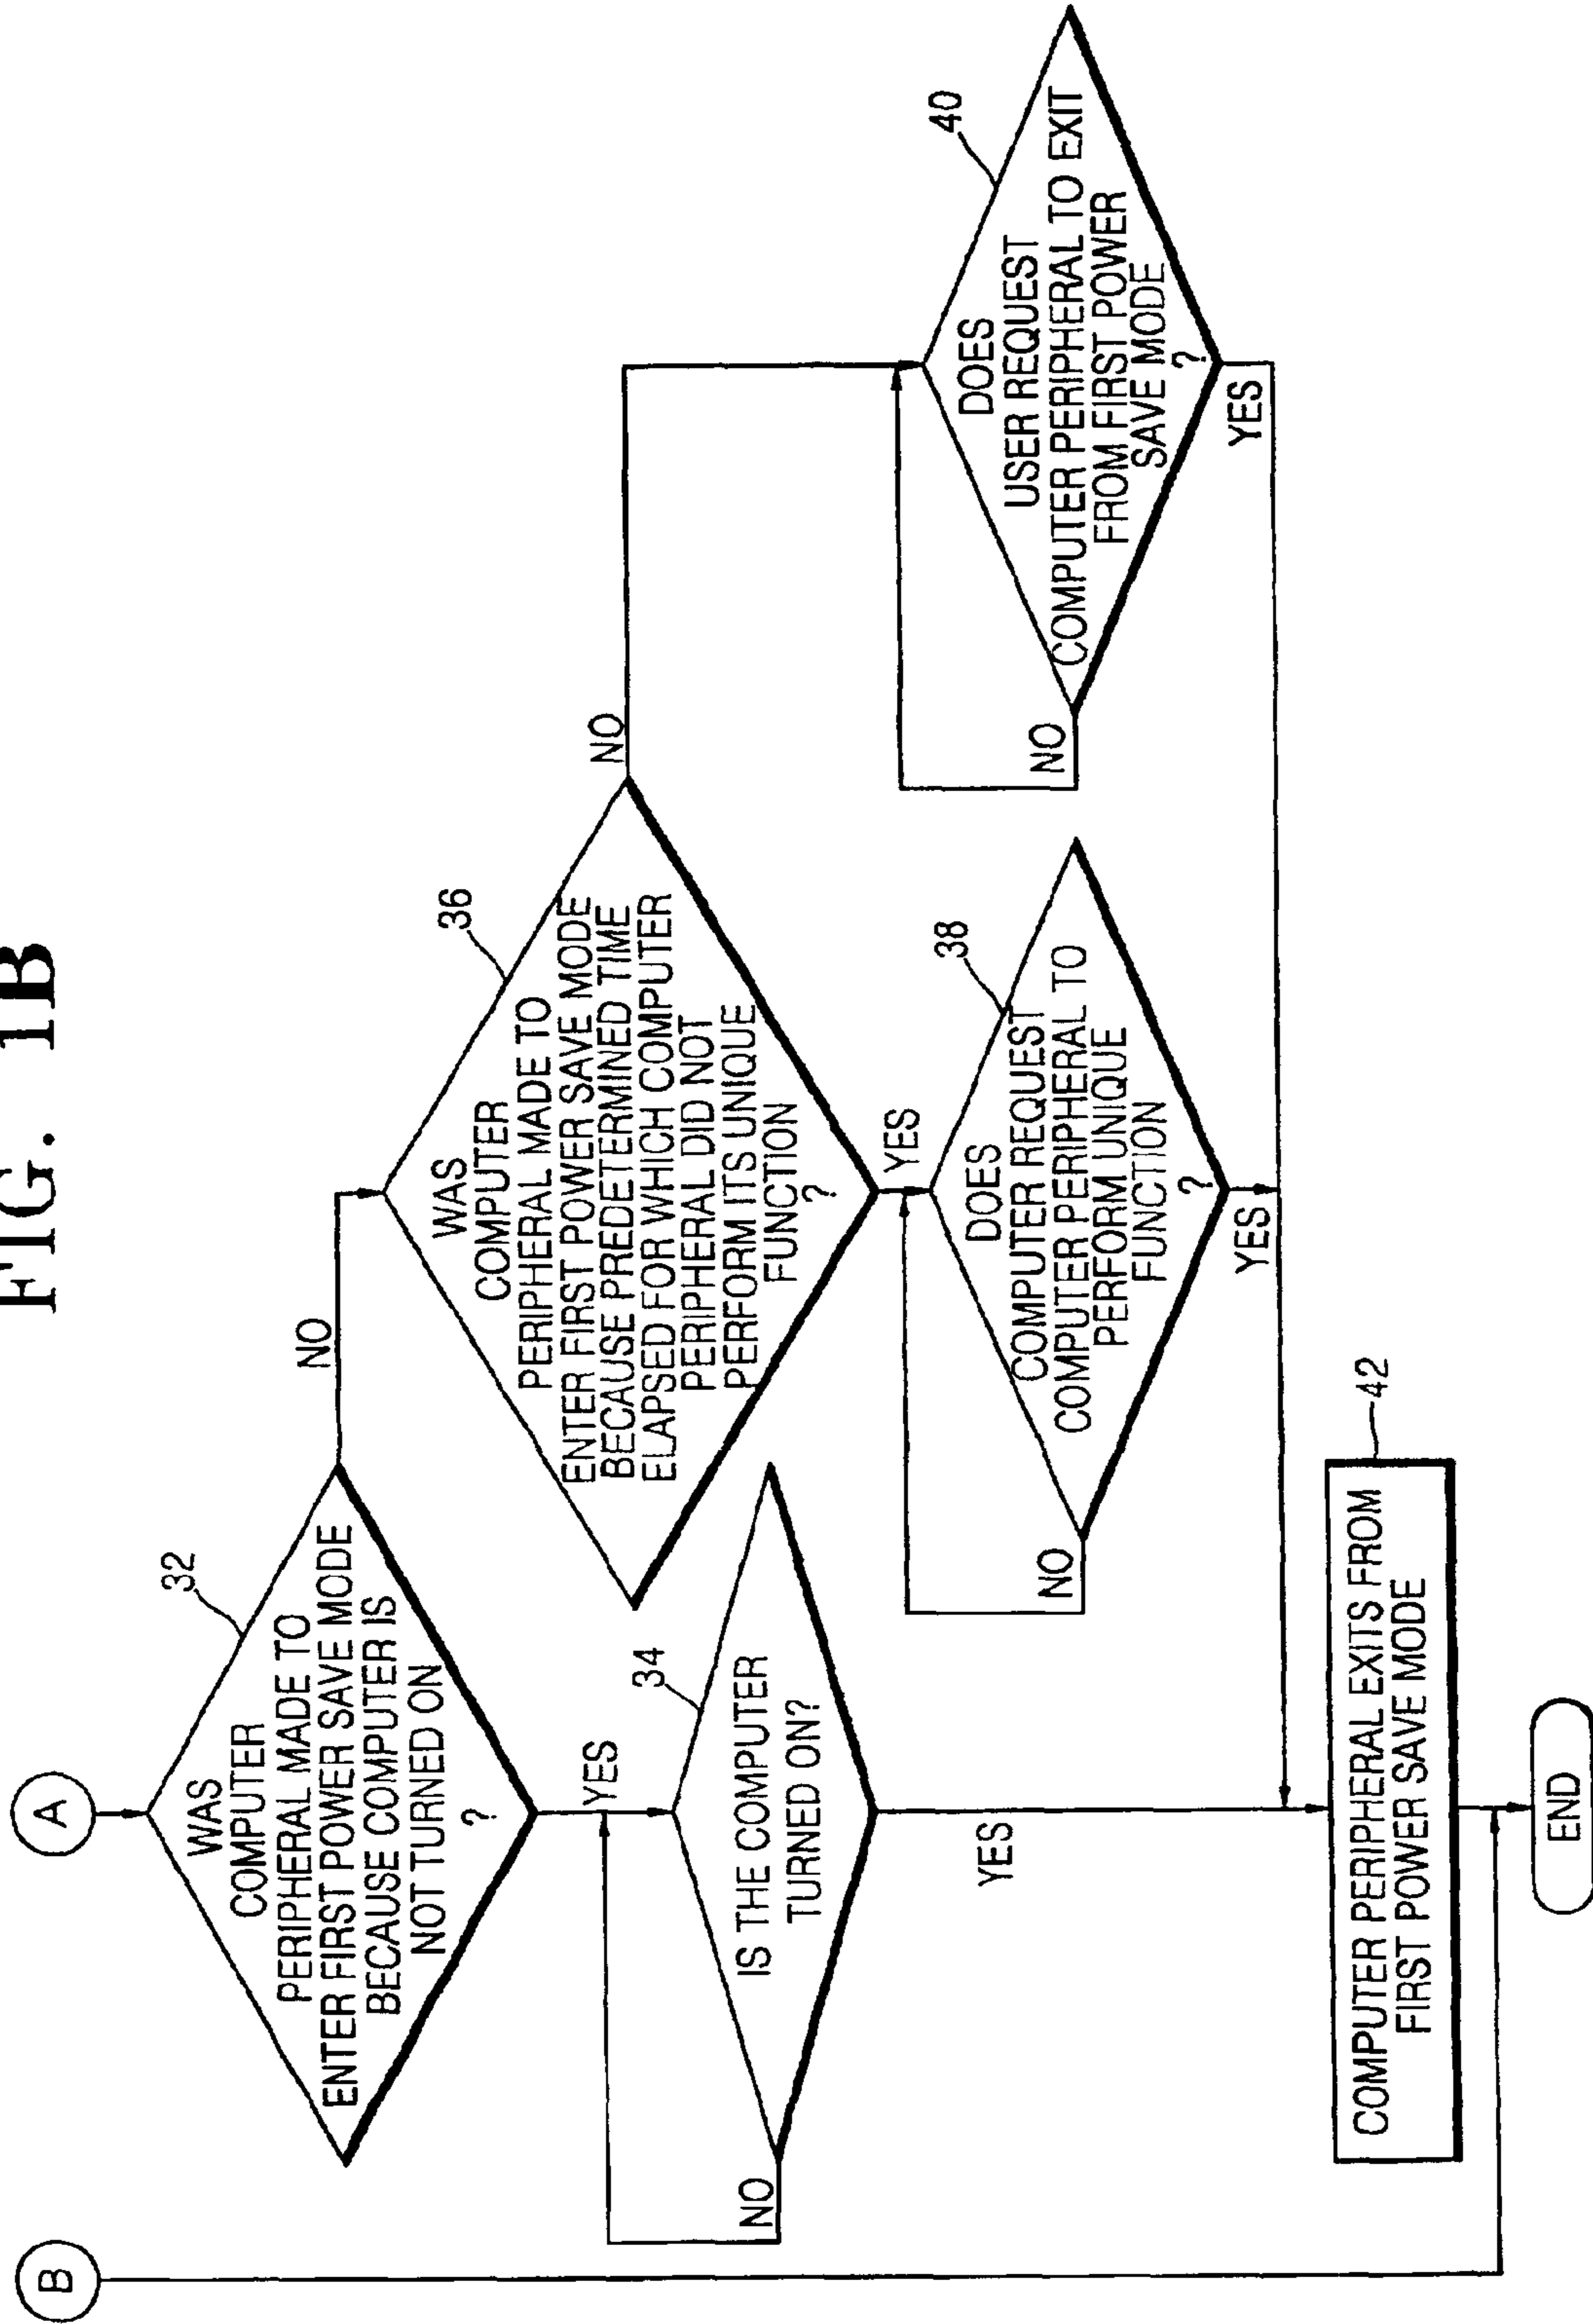 FIG. 1B
A
B
32
WAS
COMPUTER
PERIPHERAL MADE TO
ENTER FIRST POWER SAVE MODE
BECAUSE COMPUTER IS
NOT TURNED ON
?
NO
YES
34
IS THE COMPUTER
TURNED ON?
NO
YES
36
WAS
COMPUTER
PERIPHERAL MADE TO
ENTER FIRST POWER SAVE MODE
BECAUSE PREDETERMINED TIME
ELAPSED FOR WHICH COMPUTER
PERIPHERAL DID NOT
PERFORM ITS UNIQUE
FUNCTION
?
NO
YES
38
DOES
COMPUTER REQUEST
COMPUTER PERIPHERAL TO
PERFORM UNIQUE
FUNCTION
?
NO
YES
40
DOES
USER REQUEST
COMPUTER PERIPHERAL TO EXIT
FROM FIRST POWER
SAVE MODE
?
NO
YES
42
COMPUTER PERIPHERAL EXITS FROM
FIRST POWER SAVE MODE
END